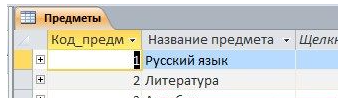 Предметы
Код_предм Название предмета Щелкн
1 Русский язык
2 Литература